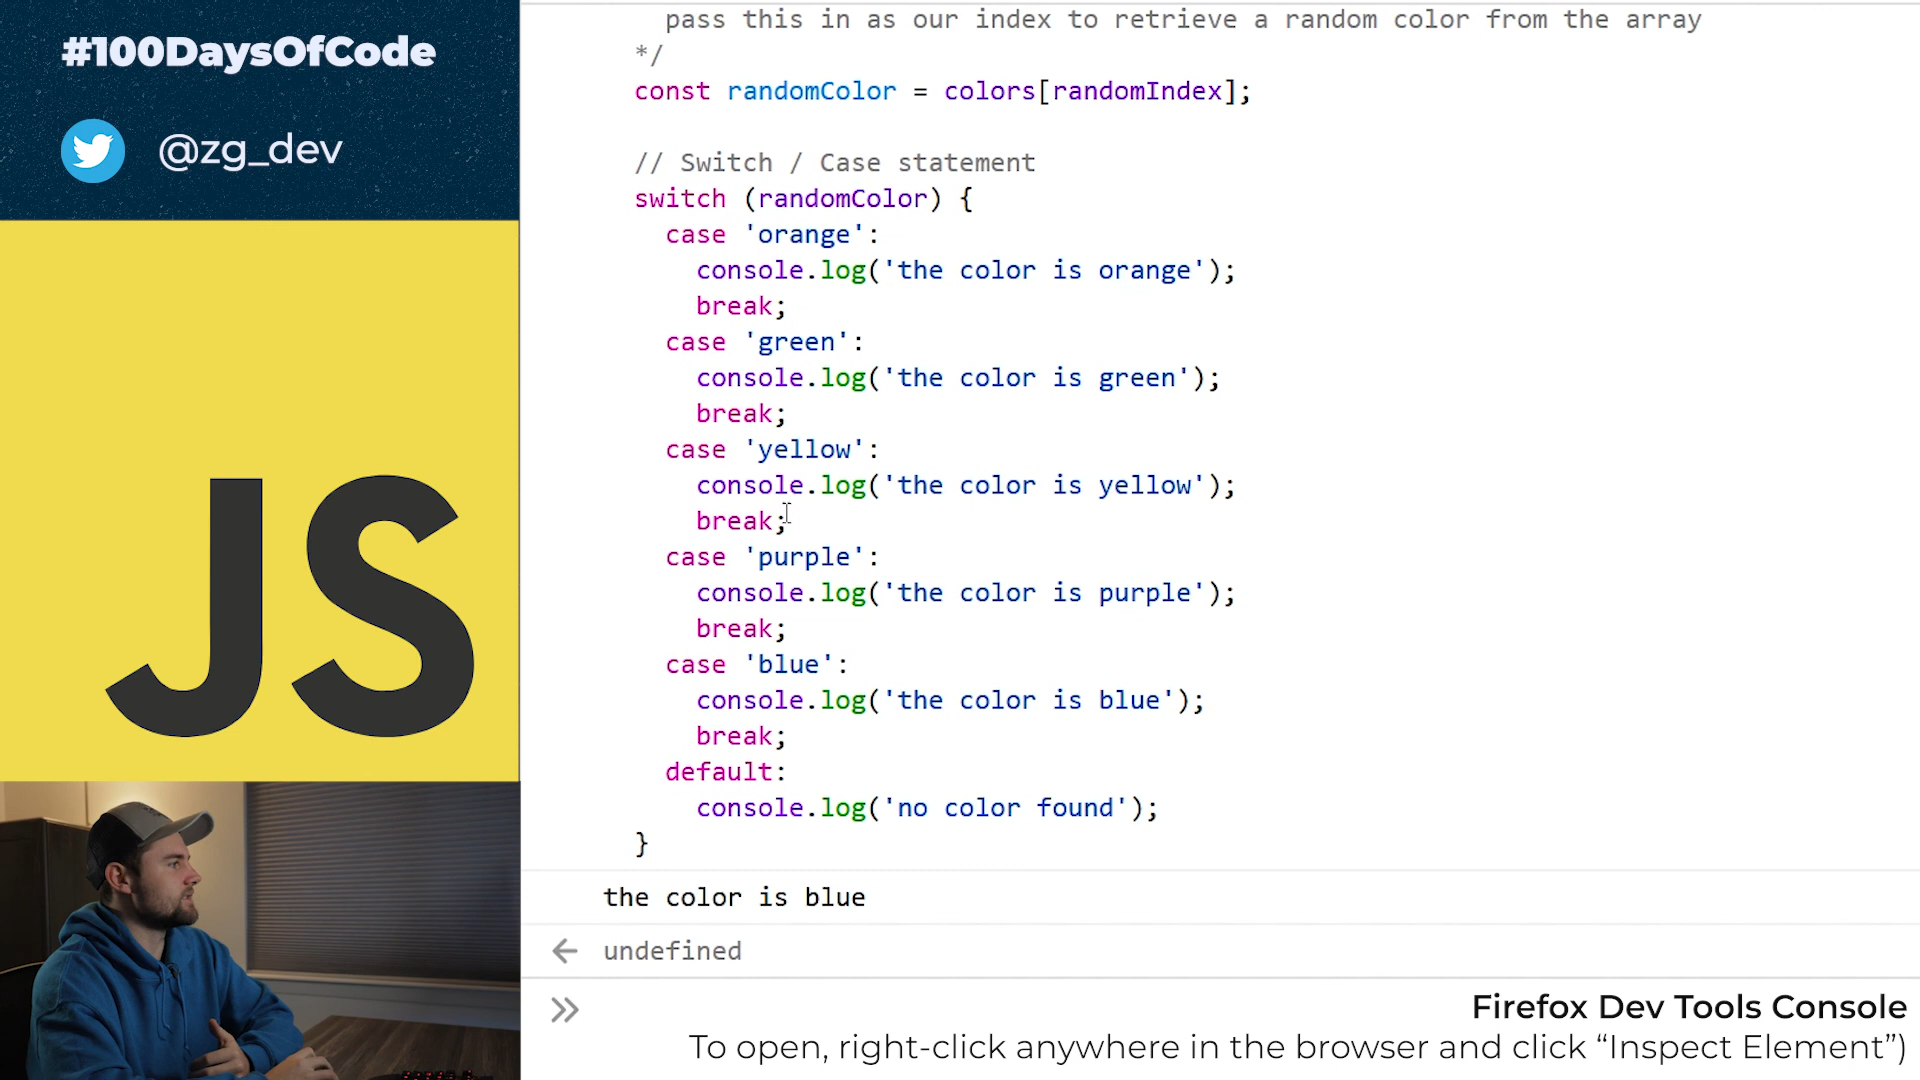 #100DaysOfCode
@zg_dev
JS
pass this in as our index to retrieve a random color from the array
*/
const randomColor = colors[randomIndex];
// Switch / Case statement
switch (randomColor) {
case 'orange':
console.log('the color is orange');
break;
case 'green':
console.log('the color is green');
break;
case 'yellow':
console.log('the color is yellow');
break;
case 'purple':
console.log('the color is purple');
break;
case 'blue':
console.log('the color is blue');
break;
default:
console.log('no color found');
}
the color is blue
undefined
Firefox Dev Tools Console
To open, right-click anywhere in the browser and click “Inspect Element”)